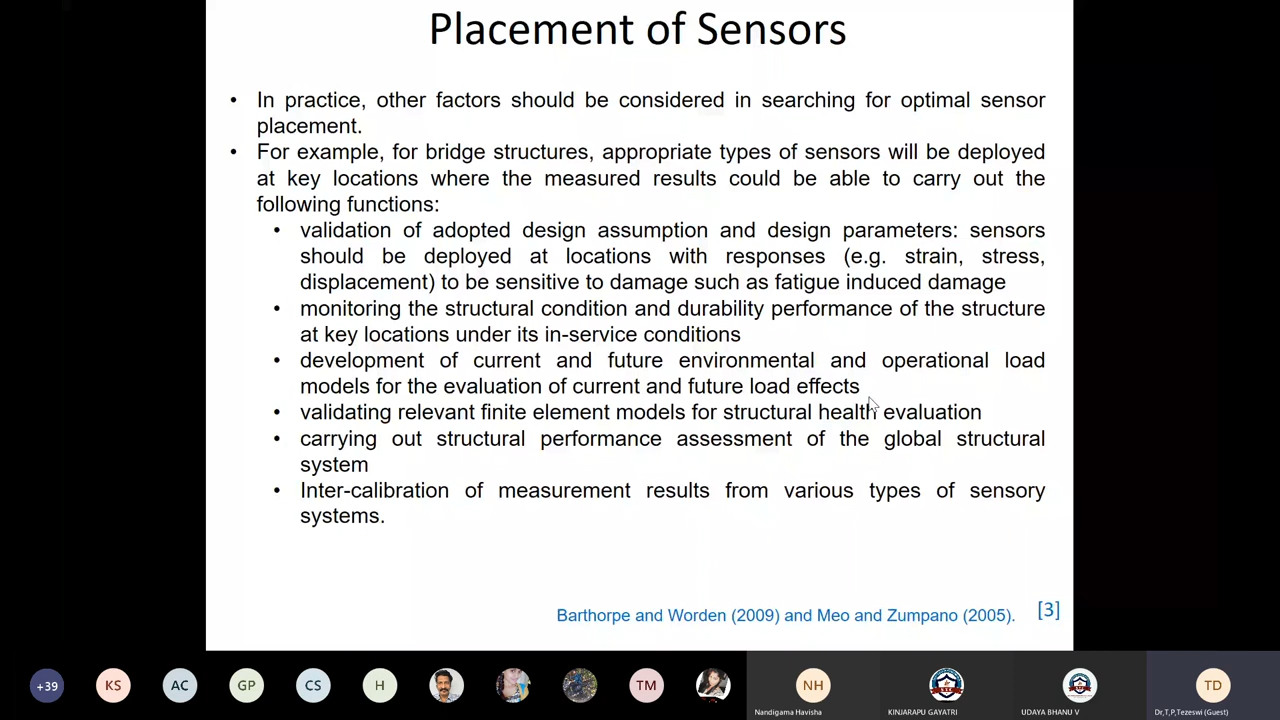 Placement of Sensors
• In practice, other factors should be considered in searching for optimal sensor
placement.
• For example, for bridge structures, appropriate types of sensors will be deployed
at key locations where the measured results could be able to carry out the
following functions:
• validation of adopted design assumption and design parameters: sensors
should be deployed at locations with responses (e.g. strain, stress,
displacement) to be sensitive to damage such as fatigue induced damage
• monitoring the structural condition and durability performance of the structure
at key locations under its in-service conditions
• development of current and future environmental and operational load
models for the evaluation of current and future load effects
• validating relevant finite element models for structural health evaluation
• carrying out structural performance assessment of the global structural
system
• Inter-calibration of measurement results from various types of sensory
systems.
Barthorpe and Worden (2009) and Meo and Zumpano (2005). [3]
+39 KS AC GP CS H TM NH TD
Nandigama Havisha KINJARAPU GAYATRI UDAYA BHANU V Dr,T,P,Tezeswi (Guest)